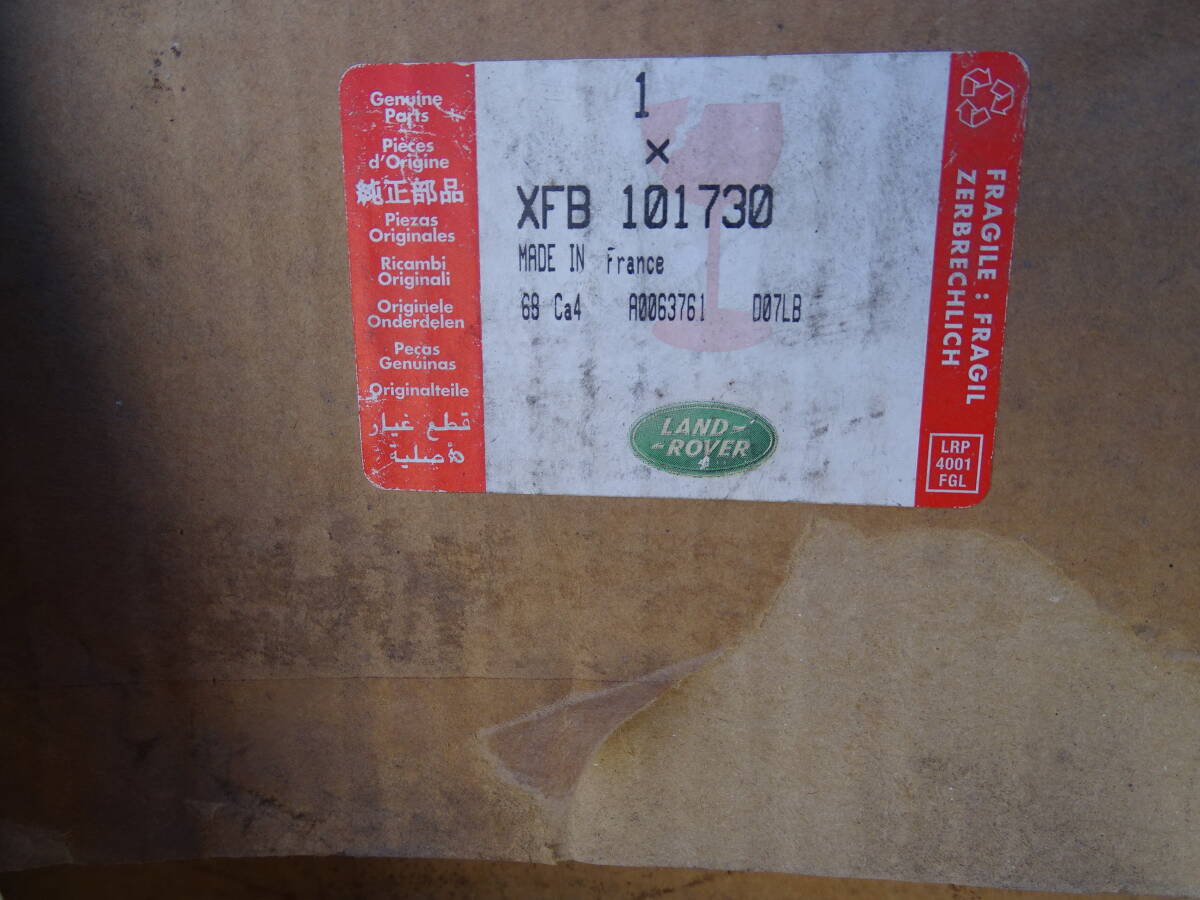 Genuine
Parts
Pièces
d'Origine
純正部品
Piezas
Originales
Ricambi
Originali
Originele
Onderdelen
Peças
Genuinas
Originalteile
قطع غيار
أصلية
1
×
XFB 101730
MADE IN France
68 Ca4 A0063761 D07LB
LAND-
-ROVER
FRAGILE : FRAGIL
ZERBRECHLICH
LRP
4001
FGL